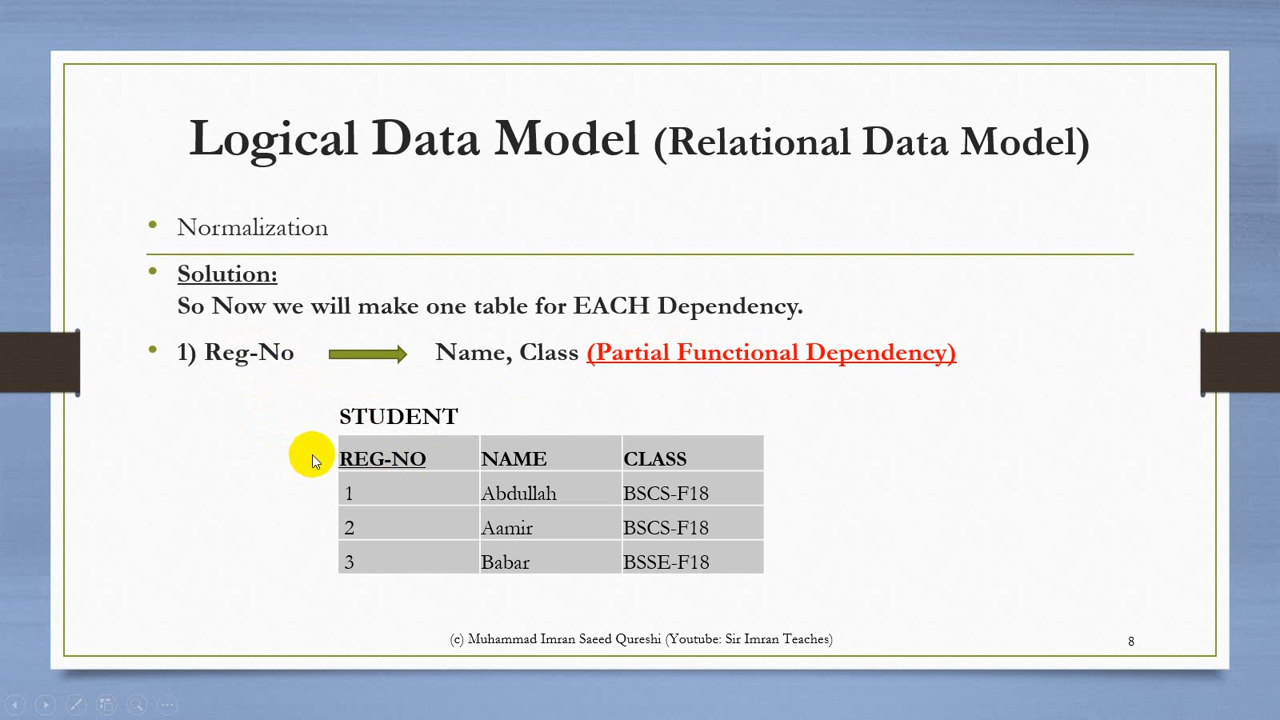 Logical Data Model (Relational Data Model)
• Normalization
• Solution:
So Now we will make one table for EACH Dependency.
• 1) Reg-No Name, Class (Partial Functional Dependency)
STUDENT
REG-NO NAME CLASS
1 Abdullah BSCS-F18
2 Aamir BSCS-F18
3 Babar BSSE-F18
(c) Muhammad Imran Saeed Qureshi (Youtube: Sir Imran Teaches) 8